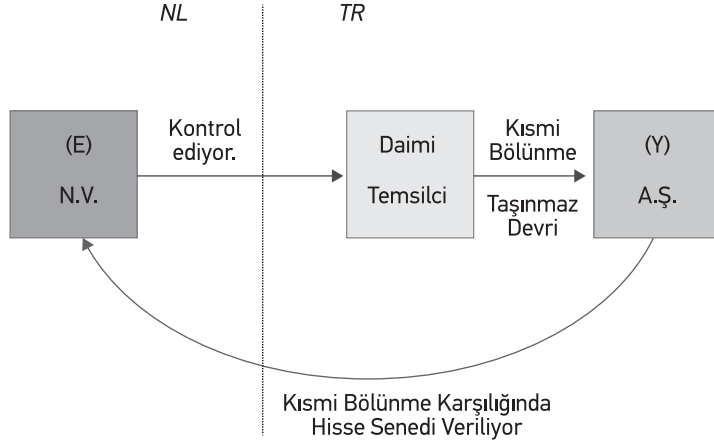 NL
TR
(E)
N.V.
Kontrol
ediyor.
Daimi
Temsilci
Kısmi
Bölünme
Taşınmaz
Devri
(Y)
A.Ş.
Kısmi Bölünme Karşılığında
Hisse Senedi Veriliyor